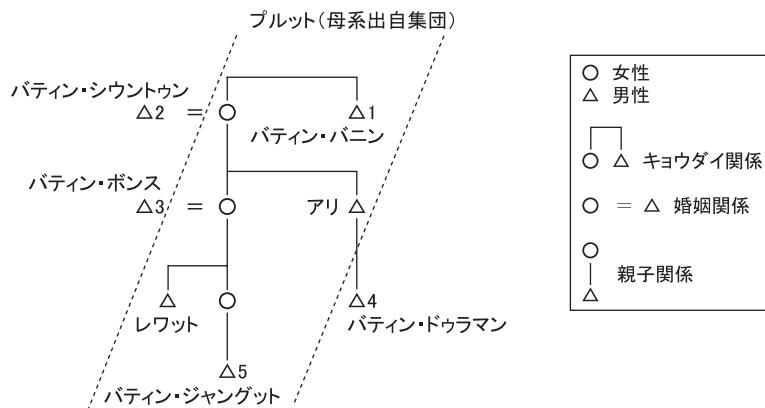 プルット(母系出自集団)
バティン・シウントゥン
△2 = ○
△1
バティン・バニン
バティン・ボンス
△3 = ○
アリ △
△
レワット
○
△4
バティン・ドゥラマン
△5
バティン・ジャングット
○ 女性
△ 男性
○ △ キョウダイ関係
○ = △ 婚姻関係
○
親子関係
△